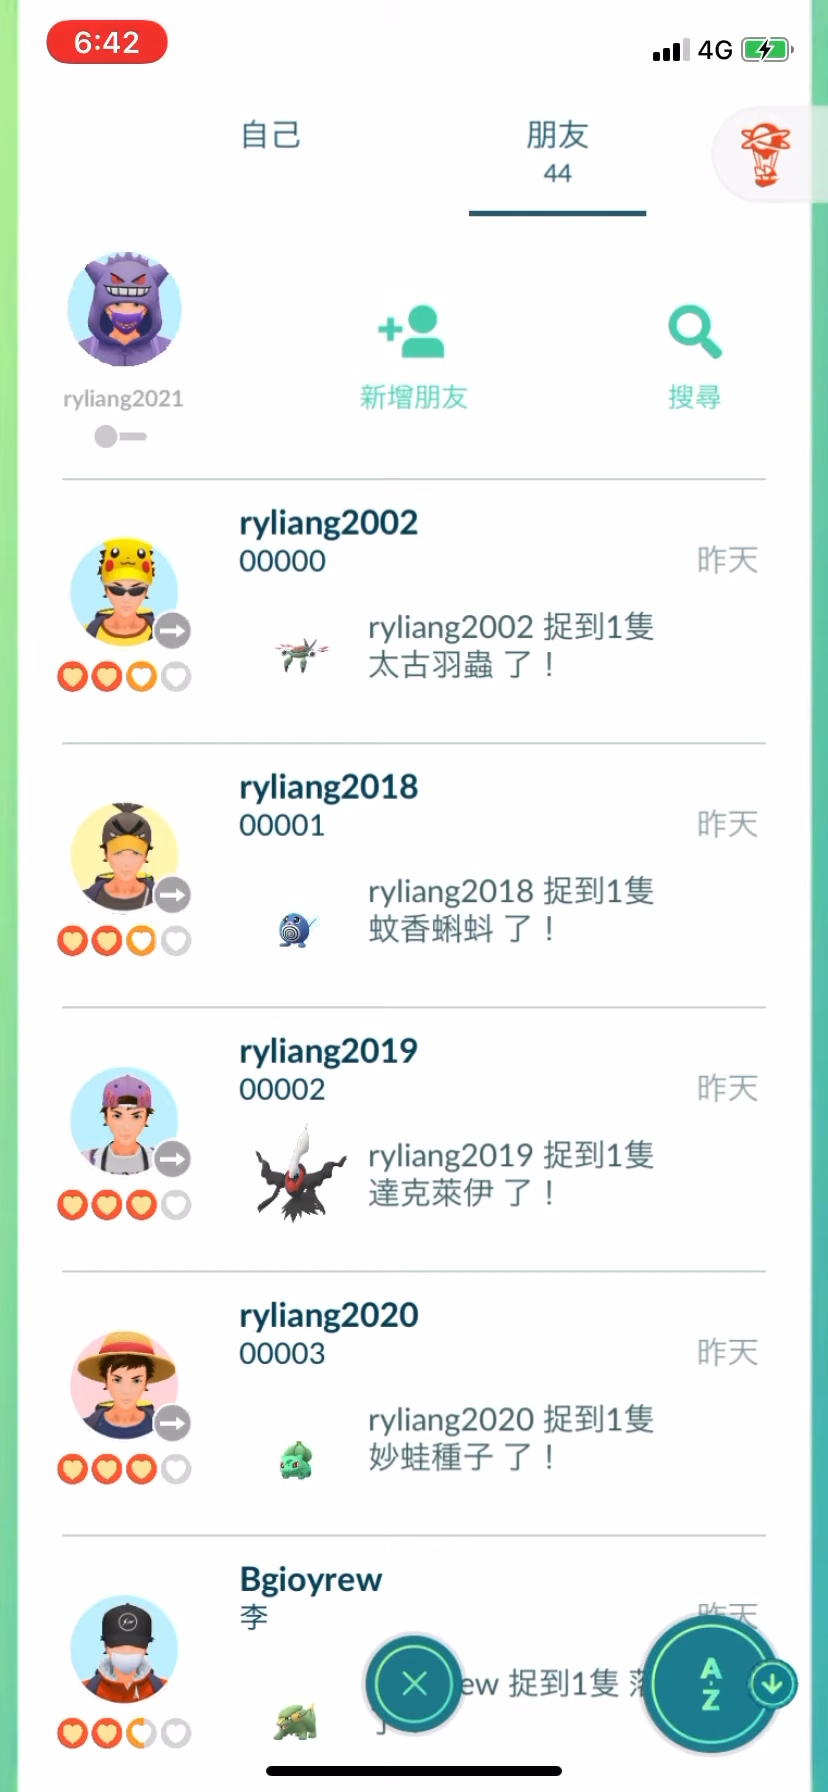 6:42
4G
自己
朋友
44
ryliang2021
新增朋友
搜尋
ryliang2002
00000
昨天
ryliang2002 捉到1隻
太古羽蟲 了！
ryliang2018
00001
昨天
ryliang2018 捉到1隻
蚊香蝌蚪 了！
ryliang2019
00002
昨天
ryliang2019 捉到1隻
達克萊伊 了！
ryliang2020
00003
昨天
ryliang2020 捉到1隻
妙蛙種子 了！
Bgioyrew
李
昨天
ew 捉到1隻
A-Z